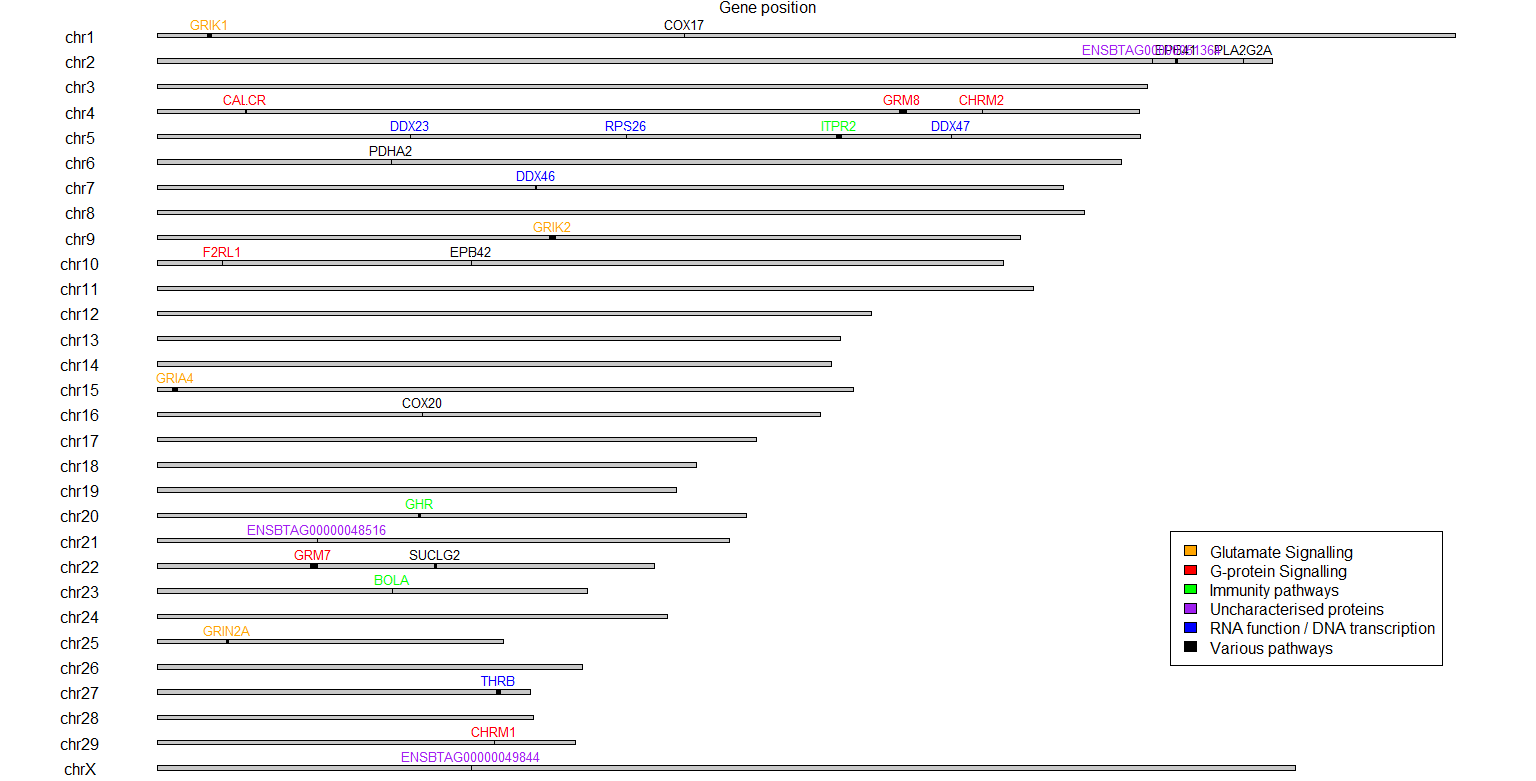 Gene position
GRIK1 COX17
chr1
EPB41 PLA2G2A
chr2
chr3
CALCR GRM8 CHRM2
chr4
DDX23 RPS26 ITPR2 DDX47
chr5
PDHA2
chr6
DDX46
chr7
chr8
GRIK2
chr9
F2RL1 EPB42
chr10
chr11
chr12
chr13
chr14
GRIA4
chr15
COX20
chr16
chr17
chr18
chr19
GHR
chr20
ENSBTAG00000048516
chr21
GRM7 SUCLG2
chr22
BOLA
chr23
chr24
GRIN2A
chr25
chr26
THRB
chr27
chr28
CHRM1
chr29
ENSBTAG00000049844
chrX
Glutamate Signalling
G-protein Signalling
Immunity pathways
Uncharacterised proteins
RNA function / DNA transcription
Various pathways